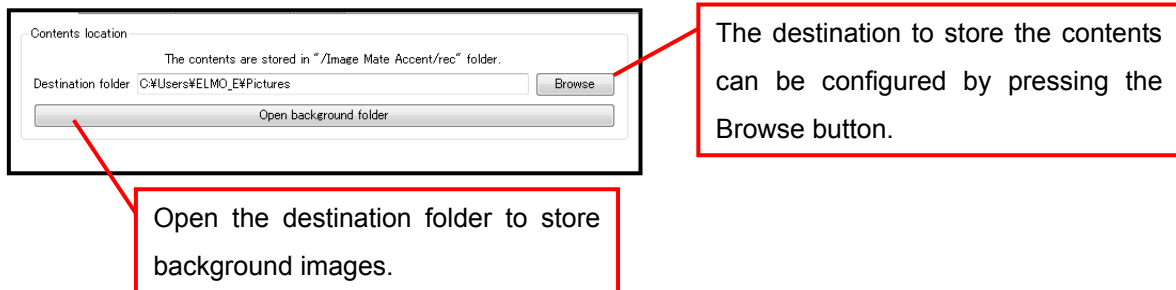 Contents location
The contents are stored in "/Image Mate Accent/rec" folder.
Destination folder C:¥Users¥ELMO_E¥Pictures Browse
Open background folder
The destination to store the contents
can be configured by pressing the
Browse button.
Open the destination folder to store
background images.